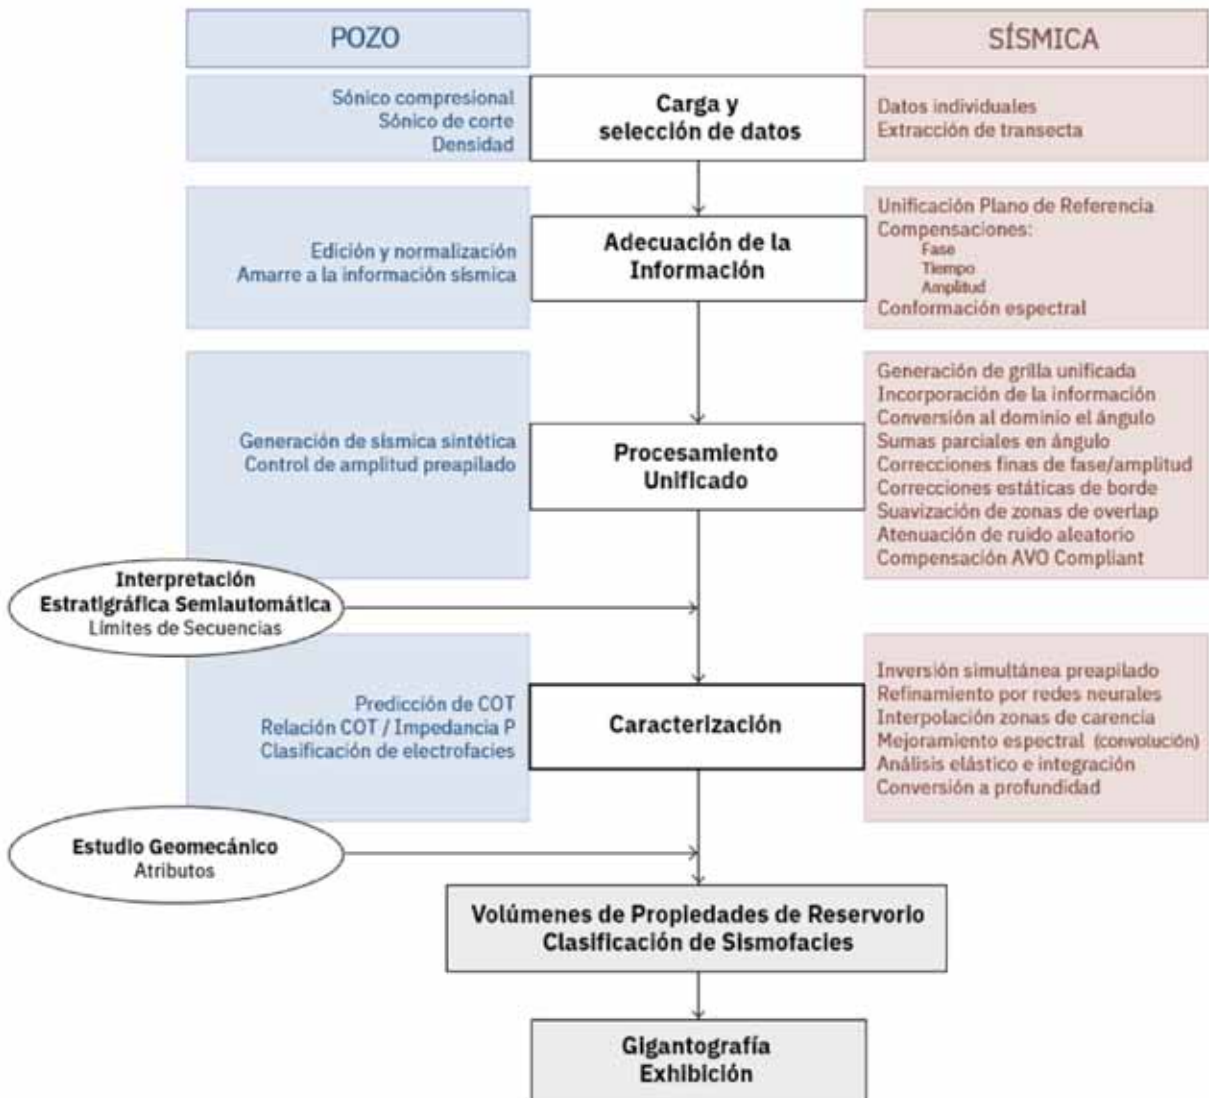 POZO
SÍSMICA
Sónico compresional
Sónico de corte
Densidad
Carga y
selección de datos
Datos individuales
Extracción de transecta
Edición y normalización
Amarre a la información sísmica
Adecuación de la
Información
Unificación Plano de Referencia
Compensaciones:
Fase
Tiempo
Amplitud
Conformación espectral
Generación de sísmica sintética
Control de amplitud preapilado
Procesamiento
Unificado
Generación de grilla unificada
Incorporación de la información
Conversión al dominio el ángulo
Sumas parciales en ángulo
Correcciones finas de fase/amplitud
Correcciones estáticas de borde
Suavización de zonas de overlap
Atenuación de ruido aleatorio
Compensación AVO Compliant
Interpretación
Estratigráfica Semiautomática
Límites de Secuencias
Predicción de COT
Relación COT / Impedancia P
Clasificación de electrofacies
Caracterización
Inversión simultánea preapilado
Refinamiento por redes neurales
Interpolación zonas de carencia
Mejoramiento espectral (convolución)
Análisis elástico e integración
Conversión a profundidad
Estudio Geomecánico
Atributos
Volúmenes de Propiedades de Reservorio
Clasificación de Sismofacies
Gigantografía
Exhibición